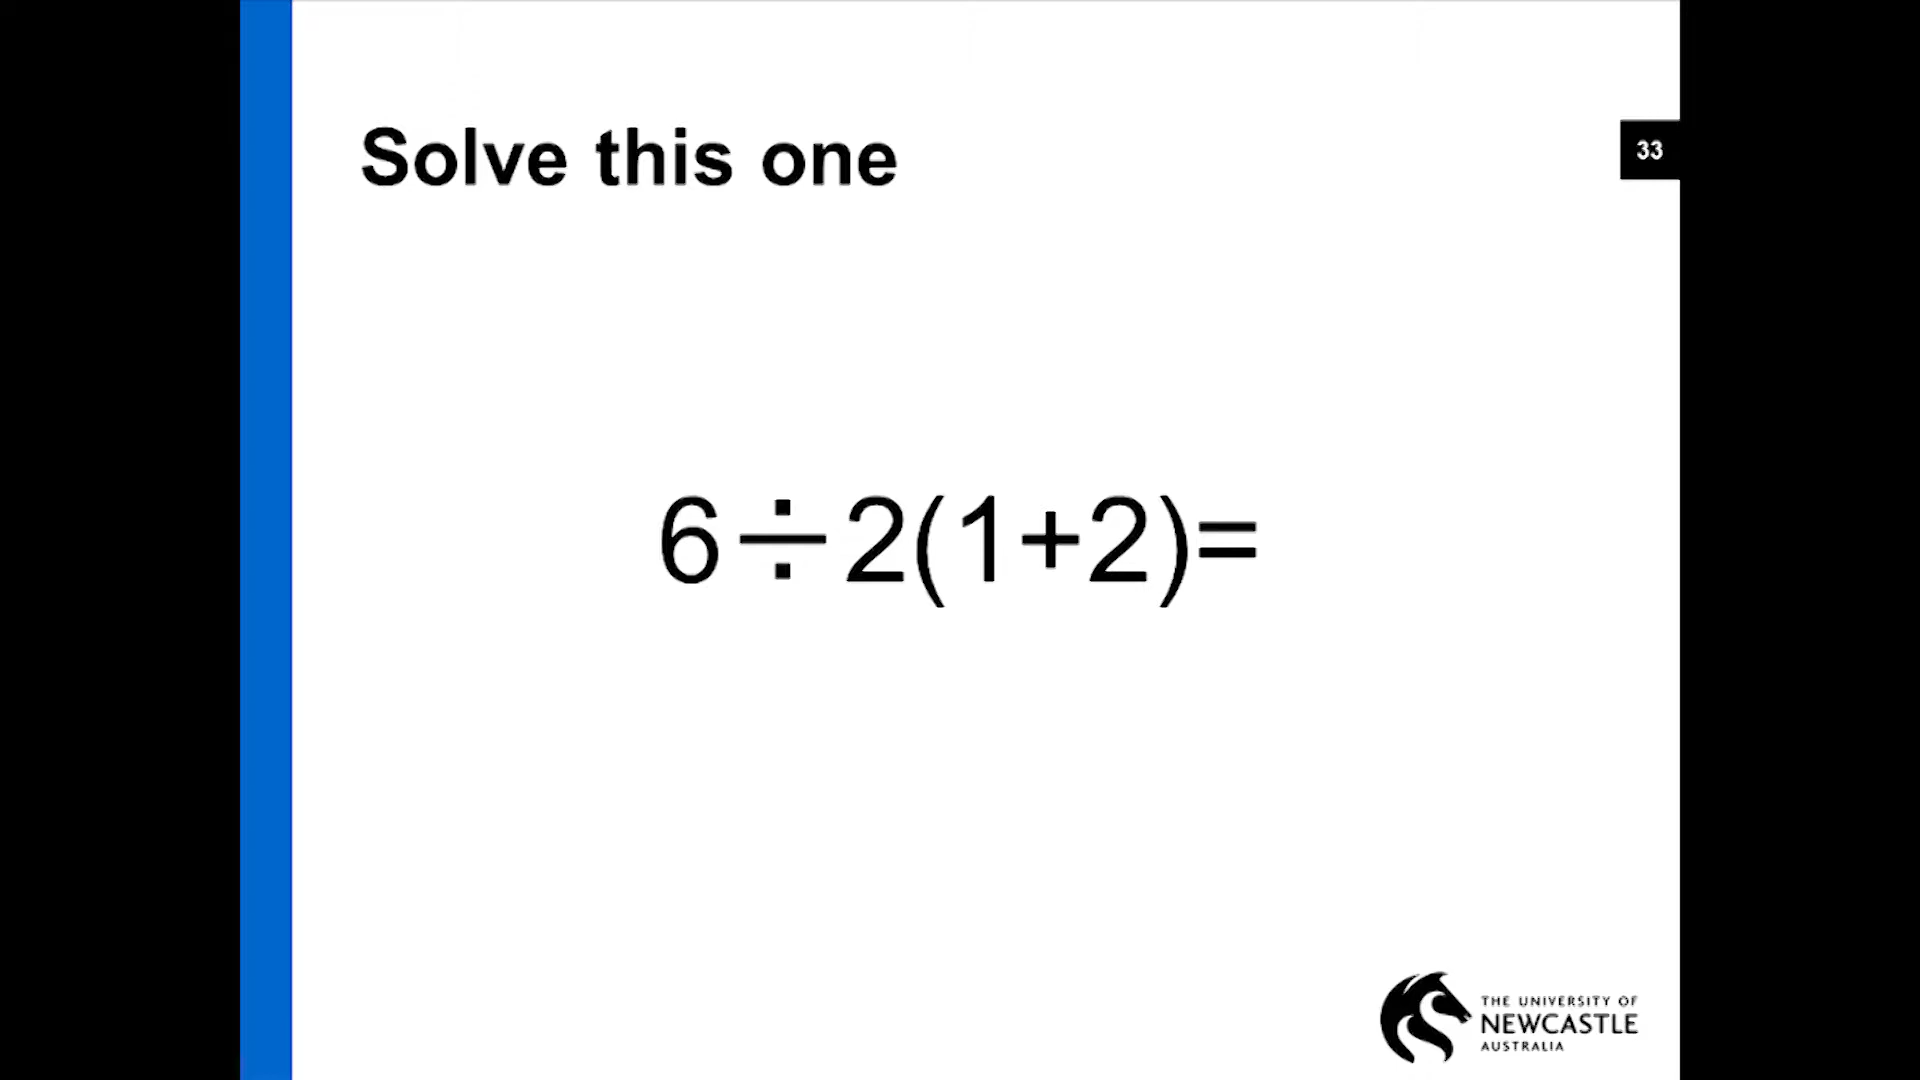 Solve this one
33
6÷2(1+2)=
THE UNIVERSITY OF
NEWCASTLE
AUSTRALIA